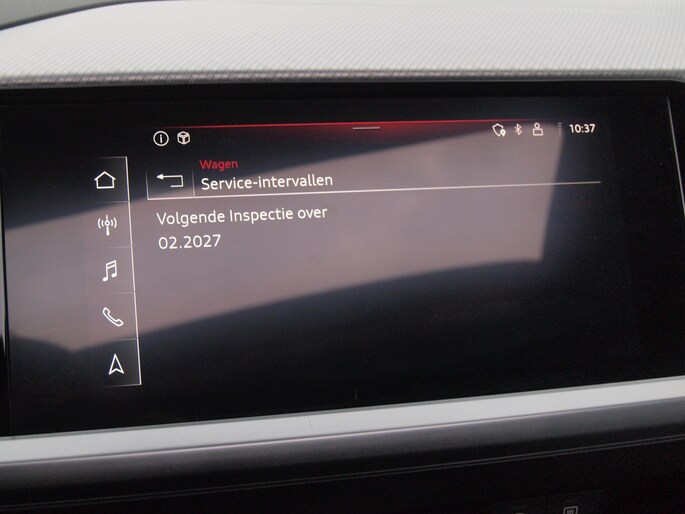 10:37
Wagen
Service-intervallen
Volgende Inspectie over
02.2027